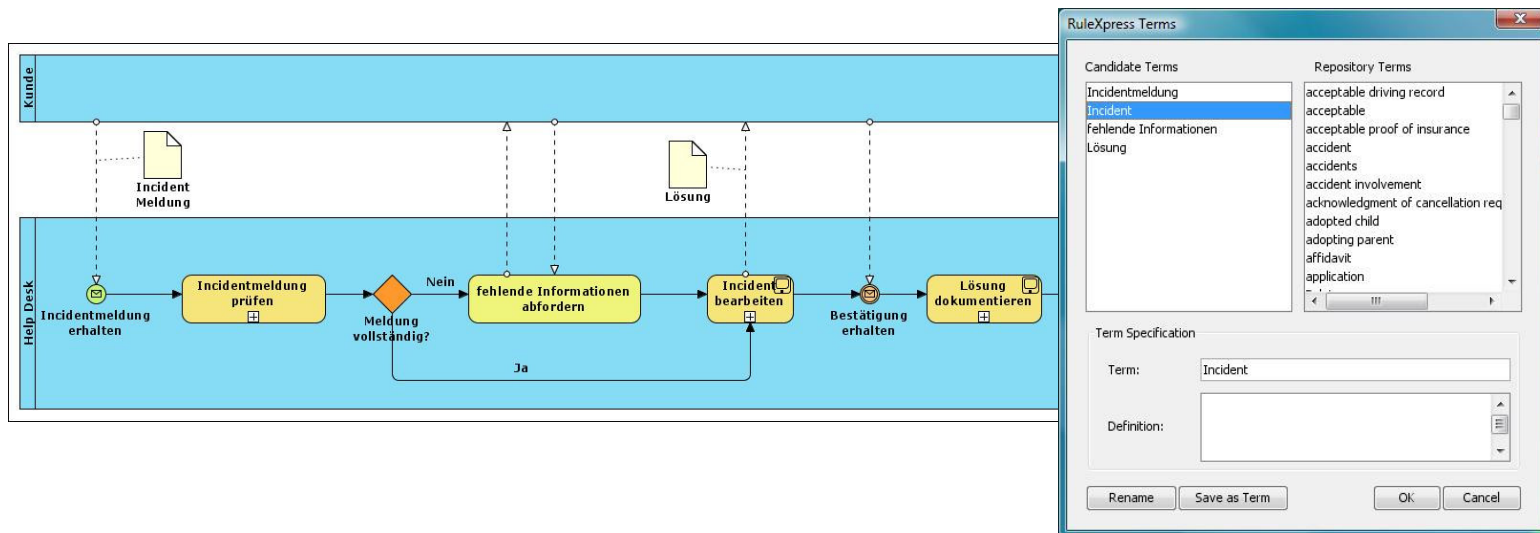 Kunde
Incident
Meldung
Lösung
Help Desk
Incidentmeldung
erhalten
Incidentmeldung
prüfen
Nein
Meldung
vollständig?
Ja
fehlende Informationen
abfordern
Incident
bearbeiten
Bestätigung
erhalten
Lösung
dokumentieren
RuleXpress Terms
Candidate Terms
Incidentmeldung
Incident
fehlende Informationen
Lösung
Repository Terms
acceptable driving record
acceptable
acceptable proof of insurance
accident
accidents
accident involvement
acknowledgment of cancellation req
adopted child
adopting parent
affidavit
application
Term Specification
Term:
Incident
Definition:
Rename
Save as Term
OK
Cancel